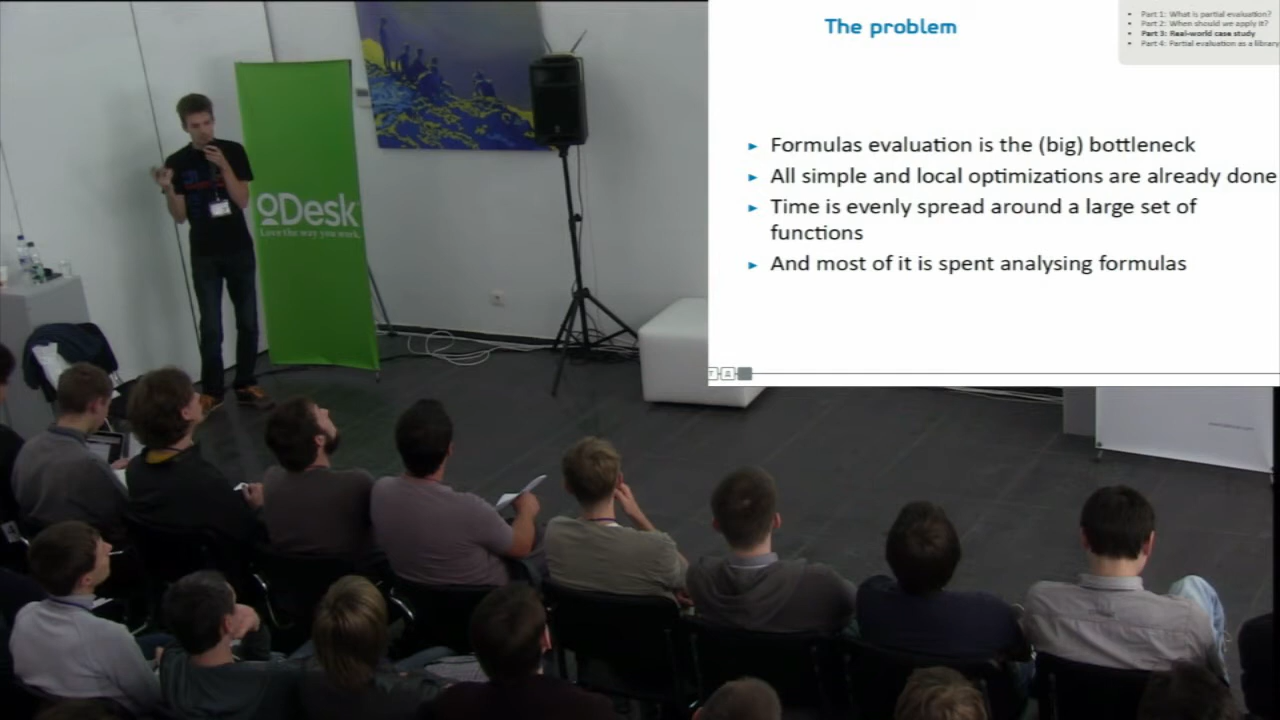 The problem
• Part 1: What is partial evaluation?
• Part 2: When should we apply it?
• Part 3: Real-world case study
• Part 4: Partial evaluation as a library
► Formulas evaluation is the (big) bottleneck
► All simple and local optimizations are already done
► Time is evenly spread around a large set of
functions
► And most of it is spent analysing formulas
oDesk
Love the way you work.